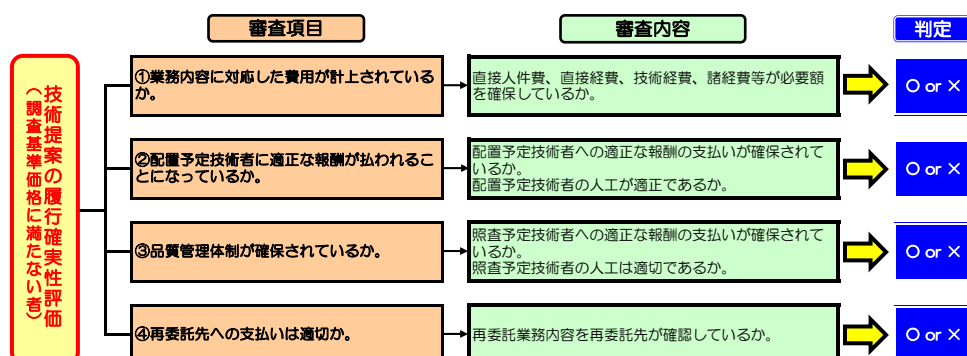 審査項目
審査内容
判定
技術提案の履行確実性評価
（調査基準価格に満たない者）
①業務内容に対応した費用が計上されている
か。
直接人件費、直接経費、技術経費、諸経費等が必要額
を確保しているか。
○ or ×
②配置予定技術者に適正な報酬が払われるこ
とになっているか。
配置予定技術者への適正な報酬の支払いが確保されて
いるか。
配置予定技術者の人工が適正であるか。
○ or ×
③品質管理体制が確保されているか。
照査予定技術者への適正な報酬の支払いが確保されて
いるか。
照査予定技術者の人工は適切であるか。
○ or ×
④再委託先への支払いは適切か。
再委託業務内容を再委託先が確認しているか。
○ or ×